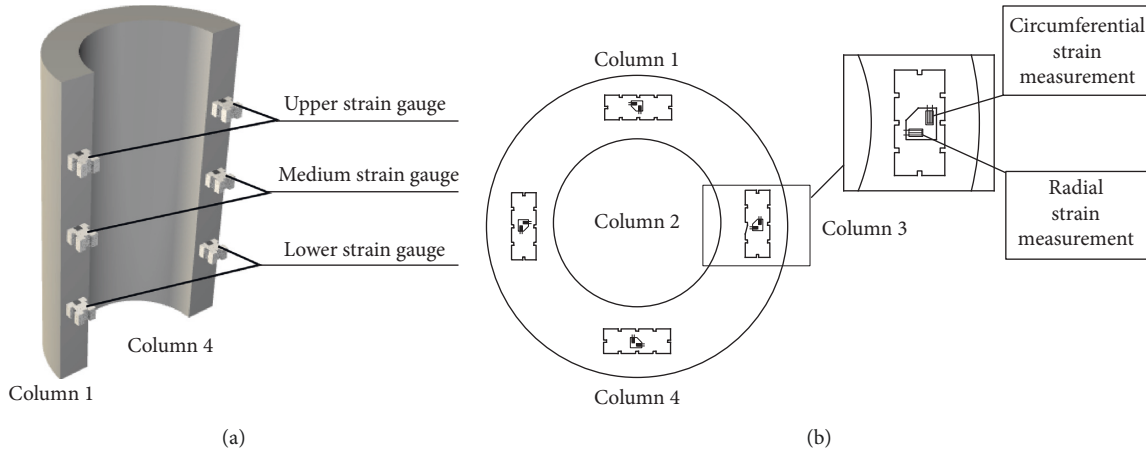 Upper strain gauge
Medium strain gauge
Lower strain gauge
Column 4
Column 1
(a)
Column 1
Column 2
Column 3
Column 4
Circumferential
strain
measurement
Radial
strain
measurement
(b)